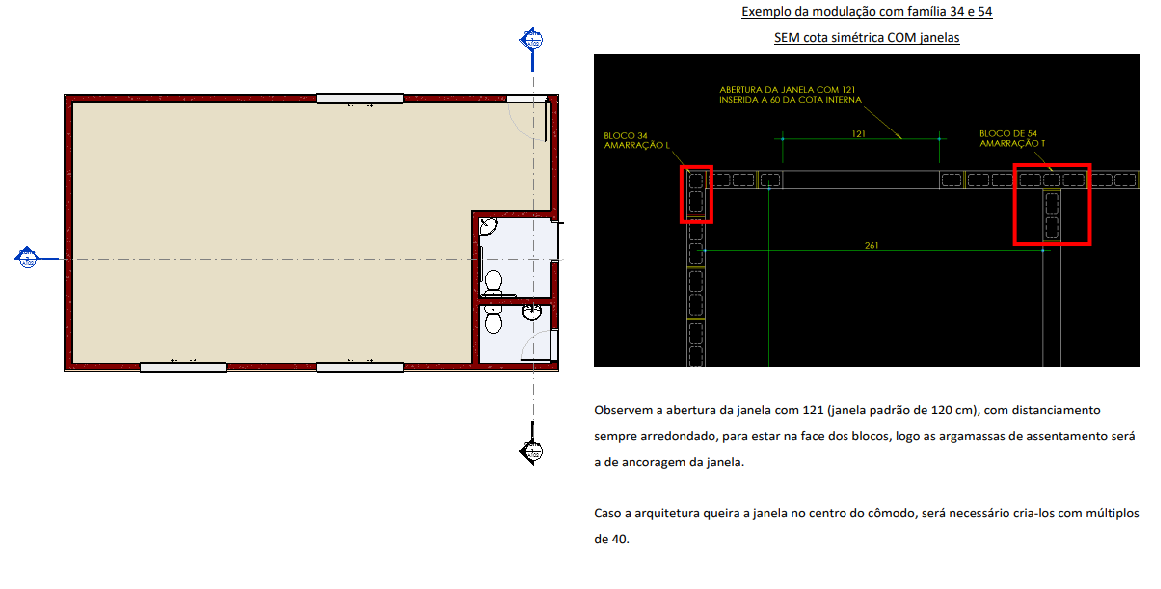 Exemplo da modulação com família 34 e 54
SEM cota simétrica COM janelas
ABERTURA DA JANELA COM 121
INSERIDA A 60 DA COTA INTERNA
BLOCO 34
AMARRAÇÃO L
121
BLOCO DE 54
AMARRAÇÃO T
261
Observem a abertura da janela com 121 (janela padrão de 120 cm), com distanciamento
sempre arredondado, para estar na face dos blocos, logo as argamassas de assentamento será
a de ancoragem da janela.
Caso a arquitetura queira a janela no centro do cômodo, será necessário cria-los com múltiplos
de 40.